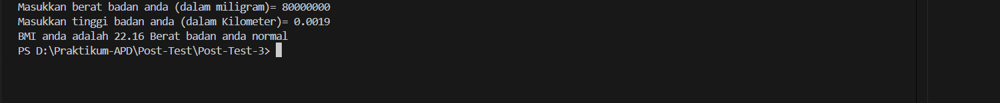 Masukkan berat badan anda (dalam miligram)= 80000000
Masukkan tinggi badan anda (dalam Kilometer)= 0.0019
BMI anda adalah 22.16 Berat badan anda normal
PS D:\Praktikum-APD\Post-Test\Post-Test-3>